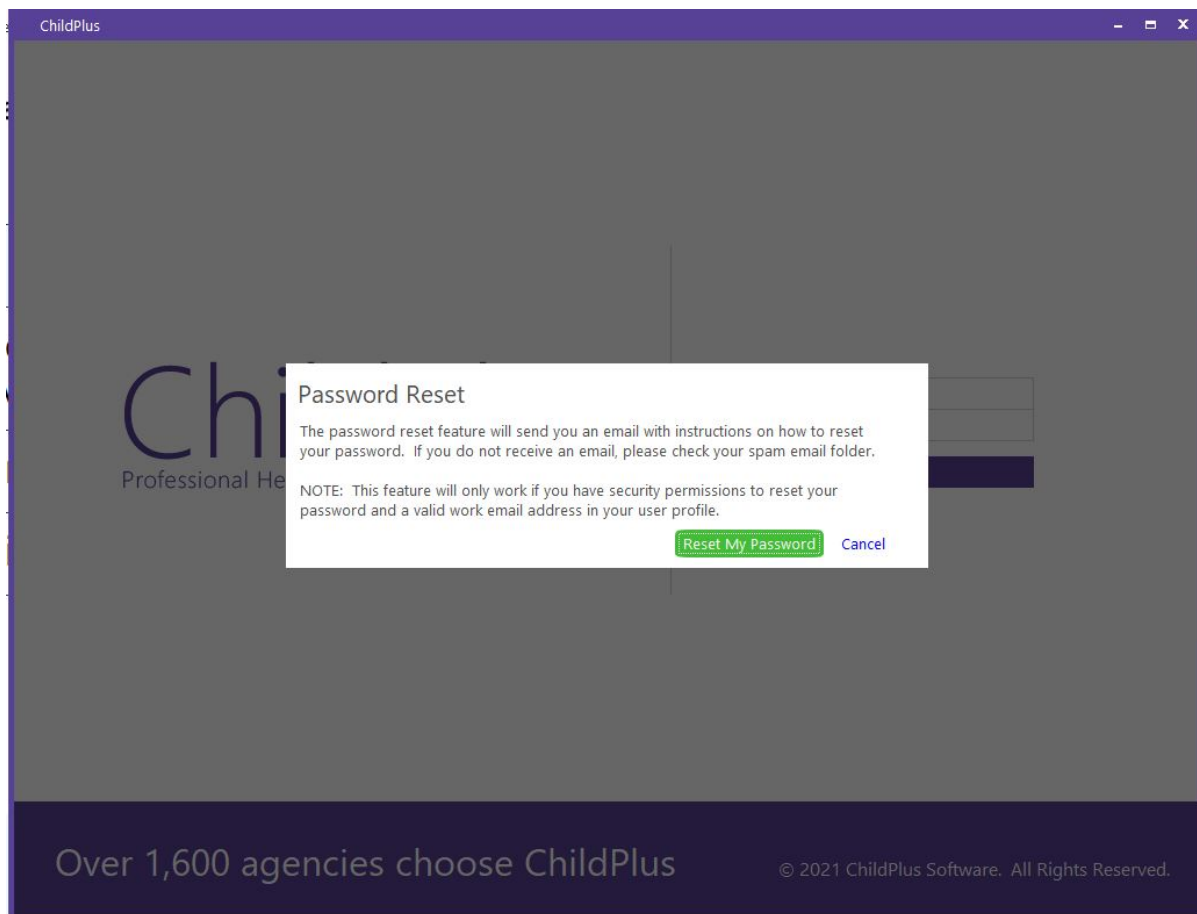 ChildPlus
Chi
Professional He
Password Reset
The password reset feature will send you an email with instructions on how to reset
your password.  If you do not receive an email, please check your spam email folder.
NOTE:  This feature will only work if you have security permissions to reset your
password and a valid work email address in your user profile.
Reset My Password
Cancel
Over 1,600 agencies choose ChildPlus
© 2021 ChildPlus Software.  All Rights Reserved.